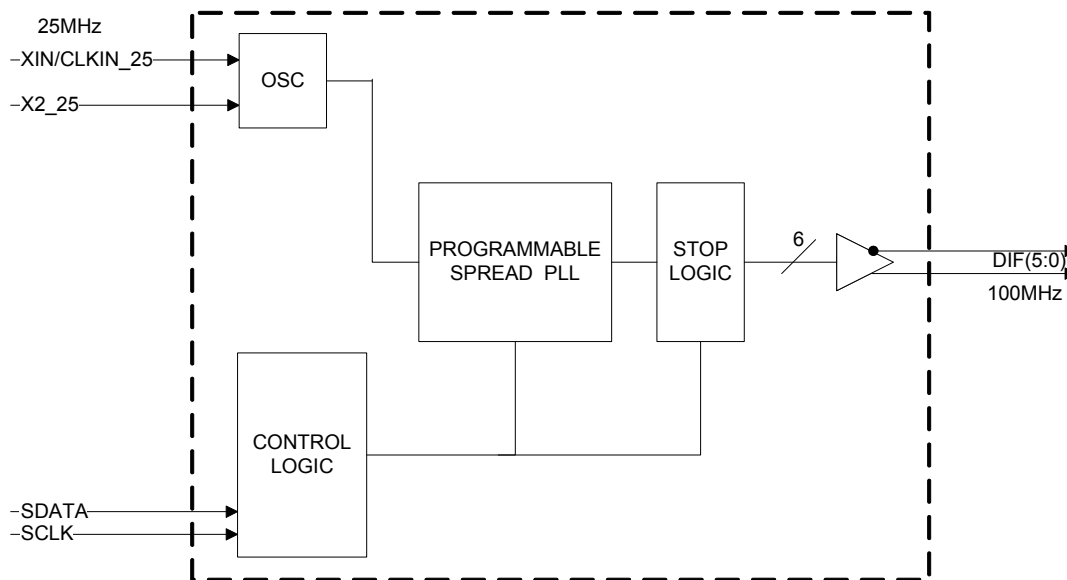 25MHz
XIN/CLKIN_25
OSC
X2_25
PROGRAMMABLE
SPREAD PLL
STOP
LOGIC
6
DIF(5:0)
100MHz
CONTROL
LOGIC
SDATA
SCLK